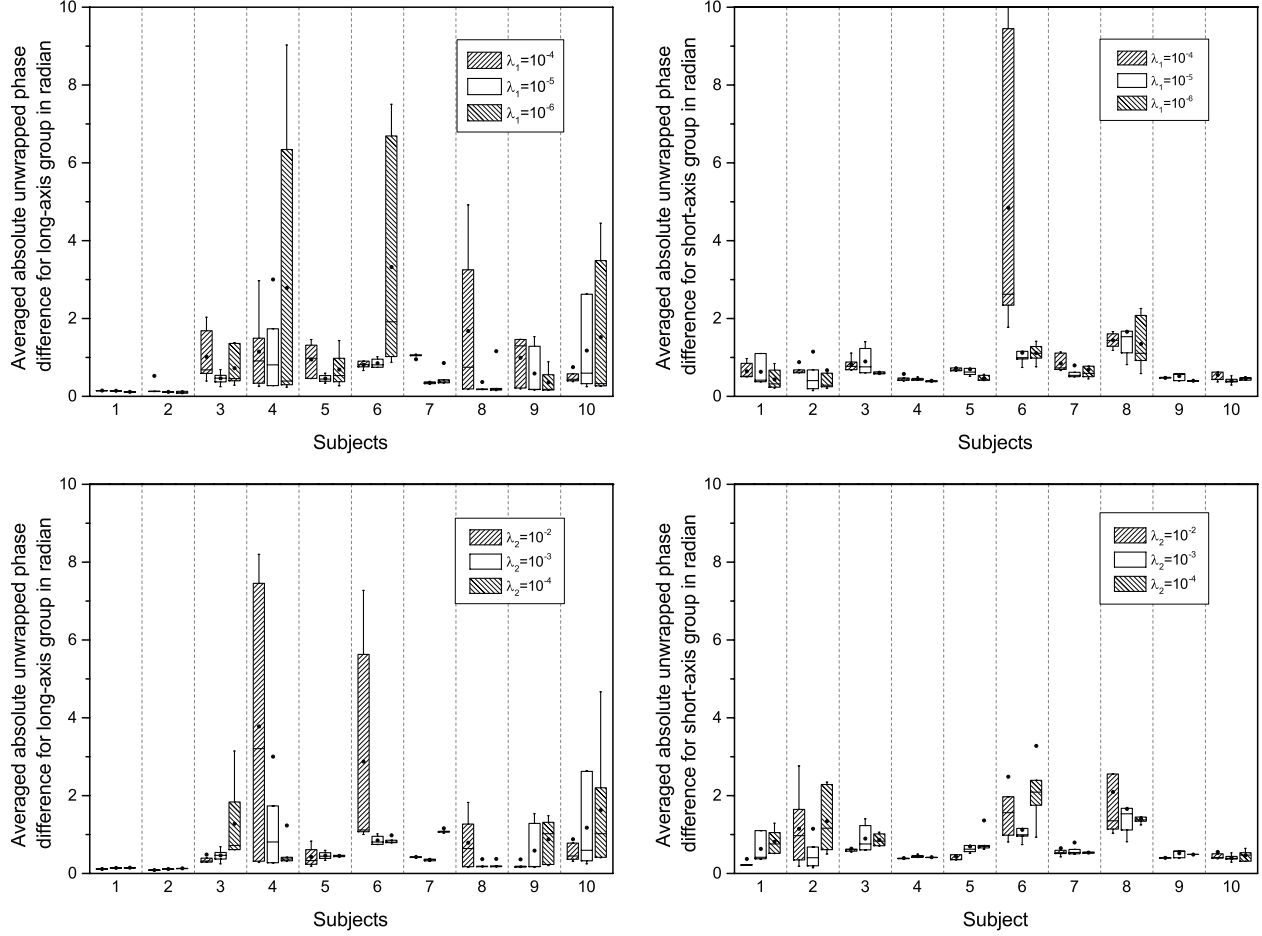 Averaged absolute unwrapped phase
difference for long-axis group in radian
10
8
6
4
2
0
λ₁=10⁻⁴
λ₁=10⁻⁵
λ₁=10⁻⁶
1 2 3 4 5 6 7 8 9 10
Subjects
Averaged absolute unwrapped phase
difference for short-axis group in radian
10
8
6
4
2
0
λ₁=10⁻⁴
λ₁=10⁻⁵
λ₁=10⁻⁶
1 2 3 4 5 6 7 8 9 10
Subjects
Averaged absolute unwrapped phase
difference for long-axis group in radian
10
8
6
4
2
0
λ₂=10⁻²
λ₂=10⁻³
λ₂=10⁻⁴
1 2 3 4 5 6 7 8 9 10
Subjects
Averaged absolute unwrapped phase
difference for short-axis group in radian
10
8
6
4
2
0
λ₂=10⁻²
λ₂=10⁻³
λ₂=10⁻⁴
1 2 3 4 5 6 7 8 9 10
Subject